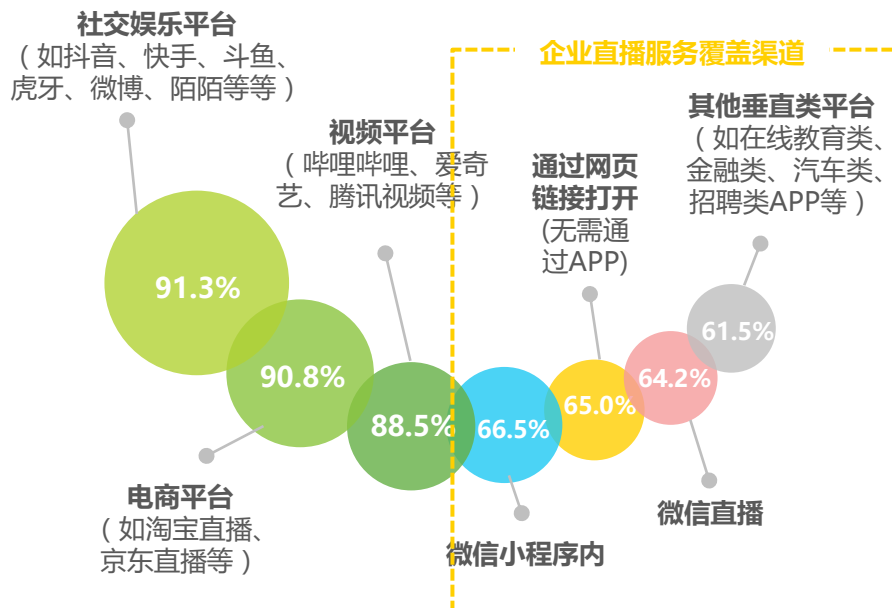 社交娱乐平台
（如抖音、快手、斗鱼、
虎牙、微博、陌陌等等）
企业直播服务覆盖渠道
视频平台
（哔哩哔哩、爱奇
艺、腾讯视频等）
通过网页
链接打开
(无需通
过APP)
其他垂直类平台
（如在线教育类、
金融类、汽车类、
招聘类APP等）
91.3%
90.8%
88.5%
66.5%
65.0%
64.2%
61.5%
电商平台
（如淘宝直播、
京东直播等）
微信小程序内
微信直播